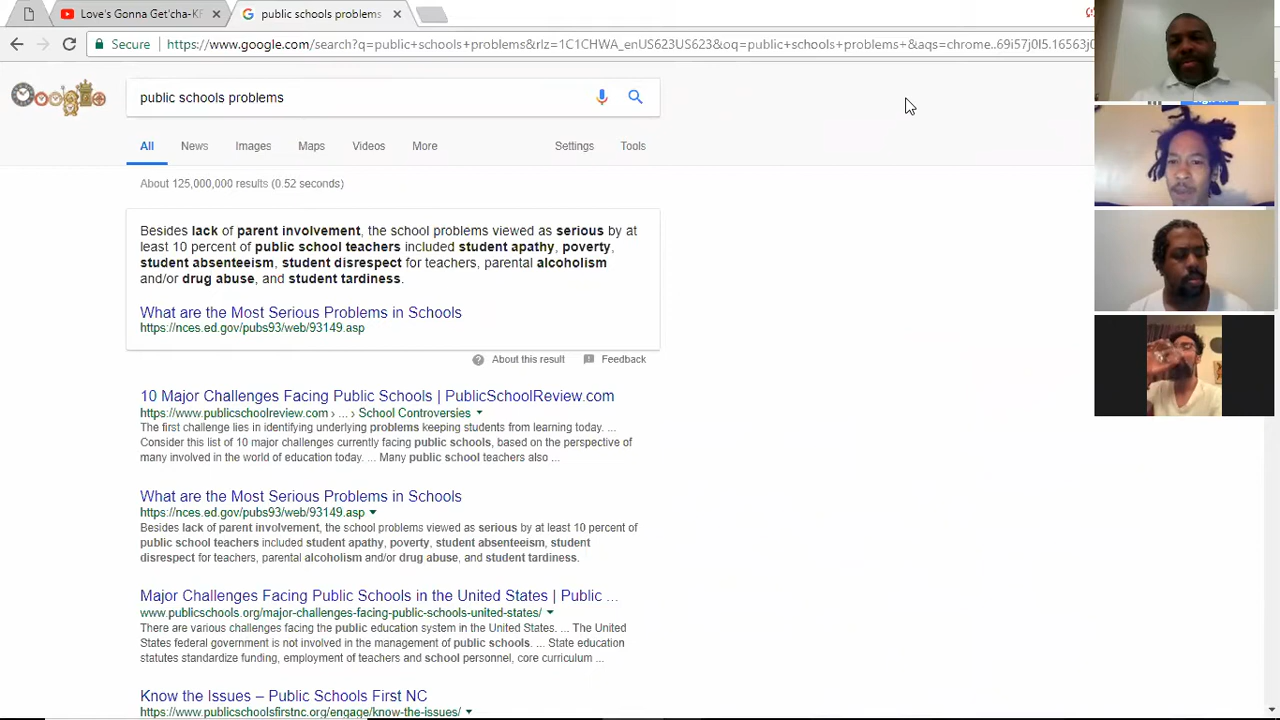 Love's Gonna Get'cha-KF
public schools problems
Secure
https://www.google.com/search?q=public+schools+problems&rlz=1C1CHWA_enUS623US623&oq=public+schools+problems+&aqs=chrome..69i57j0l5.16563j0
public schools problems
All News Images Maps Videos More Settings Tools
About 125,000,000 results (0.52 seconds)
Besides lack of parent involvement, the school problems viewed as serious by at
least 10 percent of public school teachers included student apathy, poverty,
student absenteeism, student disrespect for teachers, parental alcoholism
and/or drug abuse, and student tardiness.
What are the Most Serious Problems in Schools
https://nces.ed.gov/pubs93/web/93149.asp
About this result Feedback
10 Major Challenges Facing Public Schools | PublicSchoolReview.com
https://www.publicschoolreview.com › ... › School Controversies
The first challenge lies in identifying underlying problems keeping students from learning today. ...
Consider this list of 10 major challenges currently facing public schools, based on the perspective of
many involved in the world of education today. ... Many public school teachers also ...
What are the Most Serious Problems in Schools
https://nces.ed.gov/pubs93/web/93149.asp
Besides lack of parent involvement, the school problems viewed as serious by at least 10 percent of
public school teachers included student apathy, poverty, student absenteeism, student
disrespect for teachers, parental alcoholism and/or drug abuse, and student tardiness.
Major Challenges Facing Public Schools in the United States | Public ...
www.publicschools.org/major-challenges-facing-public-schools-united-states/
There are various challenges facing the public education system in the United States. ... The United
States federal government is not involved in the management of public schools. ... State education
statutes standardize funding, employment of teachers and school personnel, core curriculum ...
Know the Issues – Public Schools First NC
https://www.publicschoolsfirstnc.org/engage/know-the-issues/